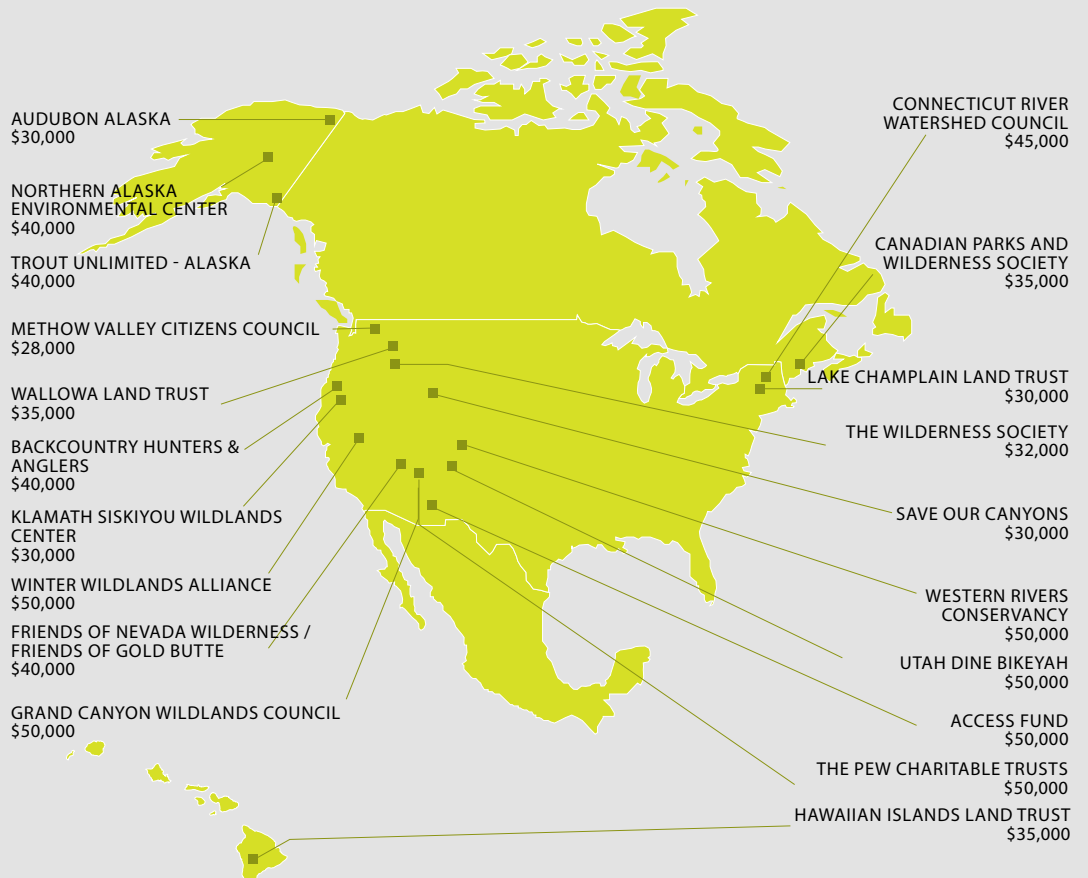 AUDUBON ALASKA
$30,000
NORTHERN ALASKA
ENVIRONMENTAL CENTER
$40,000
TROUT UNLIMITED - ALASKA
$40,000
METHOW VALLEY CITIZENS COUNCIL
$28,000
WALLOWA LAND TRUST
$35,000
BACKCOUNTRY HUNTERS &
ANGLERS
$40,000
KLAMATH SISKIYOU WILDLANDS
CENTER
$30,000
WINTER WILDLANDS ALLIANCE
$50,000
FRIENDS OF NEVADA WILDERNESS /
FRIENDS OF GOLD BUTTE
$40,000
GRAND CANYON WILDLANDS COUNCIL
$50,000
CONNECTICUT RIVER
WATERSHED COUNCIL
$45,000
CANADIAN PARKS AND
WILDERNESS SOCIETY
$35,000
LAKE CHAMPLAIN LAND TRUST
$30,000
THE WILDERNESS SOCIETY
$32,000
SAVE OUR CANYONS
$30,000
WESTERN RIVERS
CONSERVANCY
$50,000
UTAH DINE BIKEYAH
$50,000
ACCESS FUND
$50,000
THE PEW CHARITABLE TRUSTS
$50,000
HAWAIIAN ISLANDS LAND TRUST
$35,000